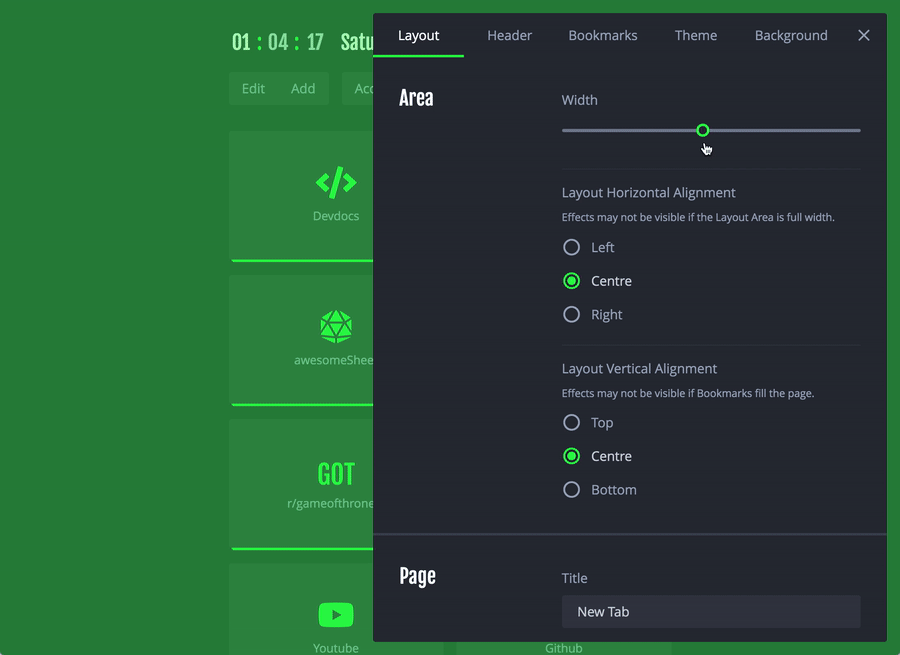 01 : 04 : 17 Satu
Edit Add Acc
Devdocs
awesomeShee
GOT
r/gameofthrone
Youtube
Github
Layout Header Bookmarks Theme Background
Area
Width
Layout Horizontal Alignment
Effects may not be visible if the Layout Area is full width.
Left
Centre
Right
Layout Vertical Alignment
Effects may not be visible if Bookmarks fill the page.
Top
Centre
Bottom
Page
Title
New Tab